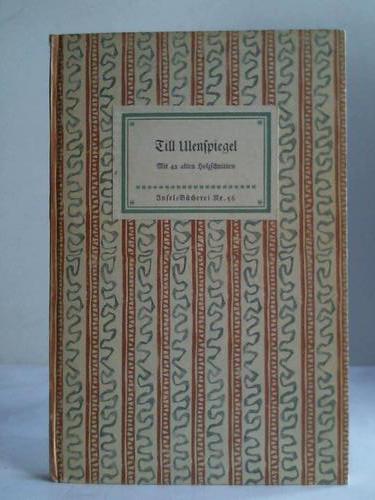 Till Ulenspiegel
Mit 42 alten Holzschnitten
Insel-Bücherei Nr. 56